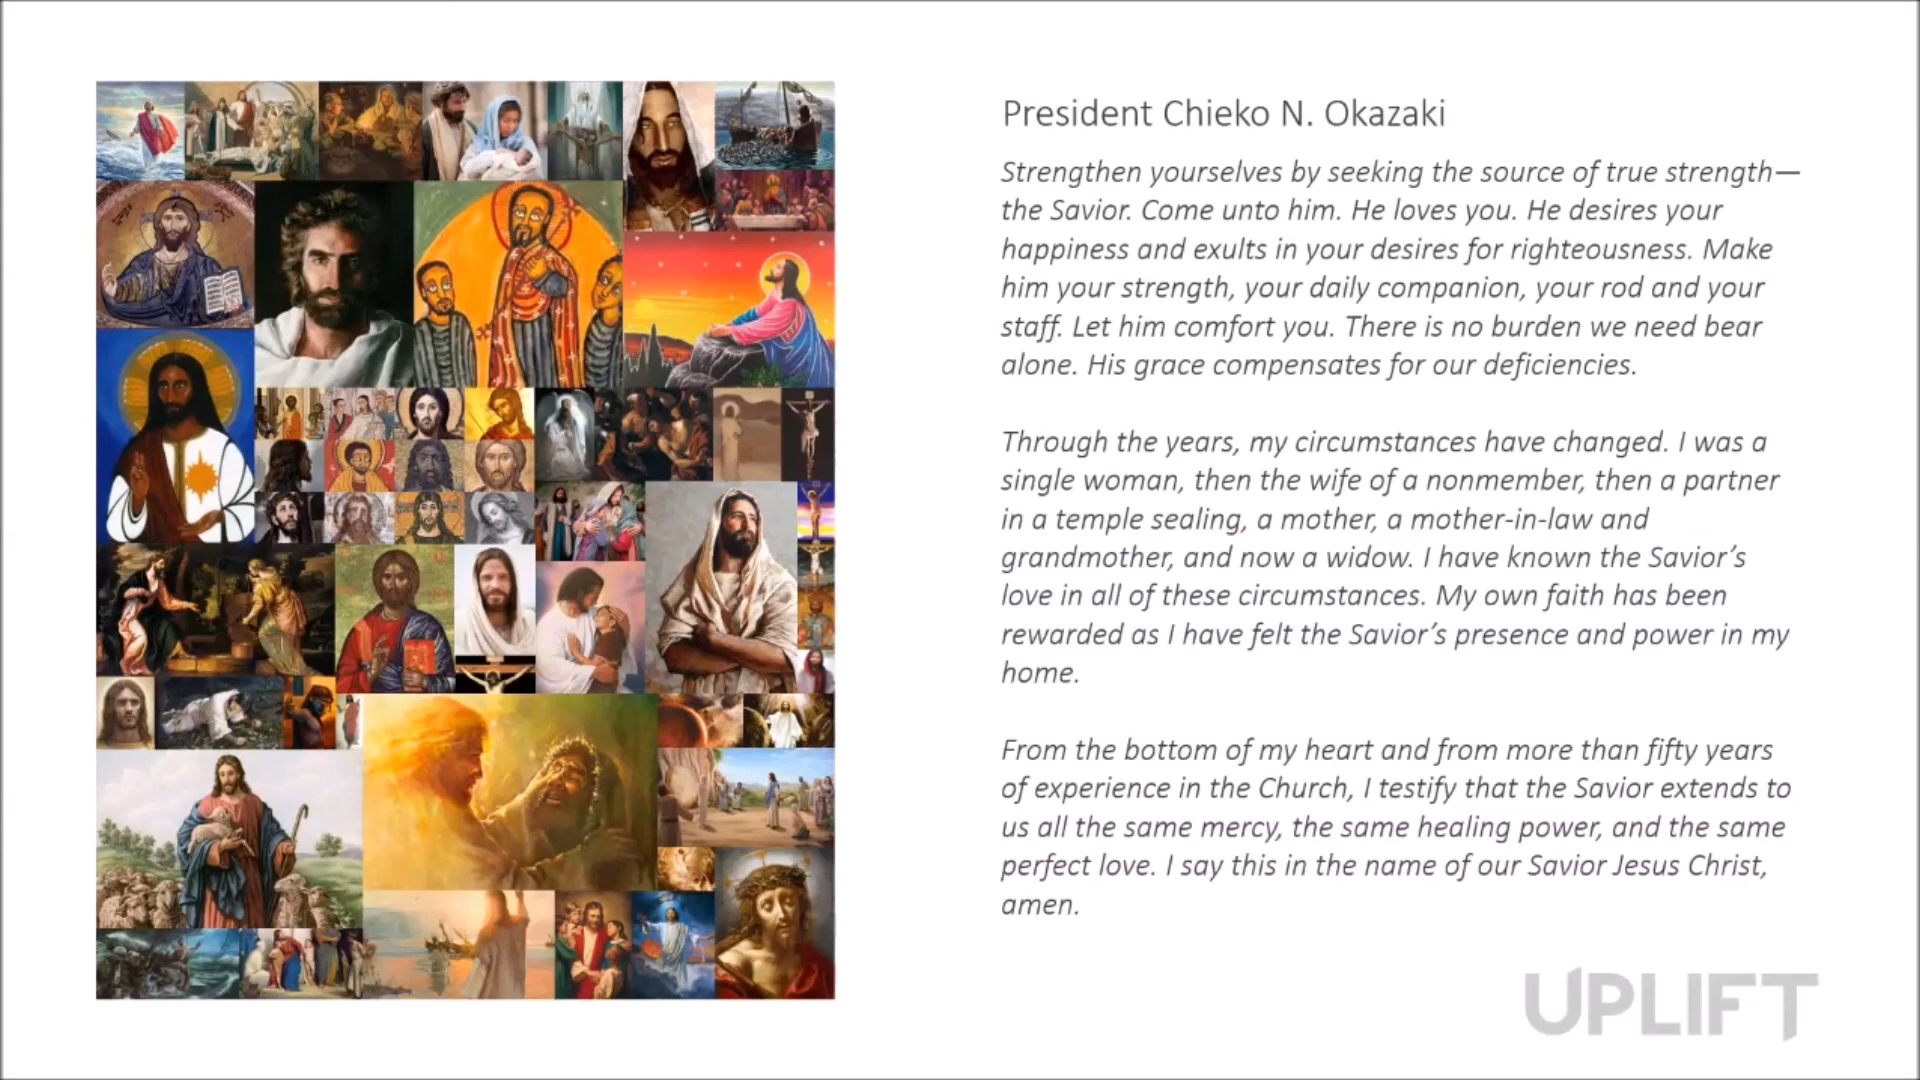 President Chieko N. Okazaki
Strengthen yourselves by seeking the source of true strength—
the Savior. Come unto him. He loves you. He desires your
happiness and exults in your desires for righteousness. Make
him your strength, your daily companion, your rod and your
staff. Let him comfort you. There is no burden we need bear
alone. His grace compensates for our deficiencies.
Through the years, my circumstances have changed. I was a
single woman, then the wife of a nonmember, then a partner
in a temple sealing, a mother, a mother-in-law and
grandmother, and now a widow. I have known the Savior’s
love in all of these circumstances. My own faith has been
rewarded as I have felt the Savior’s presence and power in my
home.
From the bottom of my heart and from more than fifty years
of experience in the Church, I testify that the Savior extends to
us all the same mercy, the same healing power, and the same
perfect love. I say this in the name of our Savior Jesus Christ,
amen.
UPLIFT